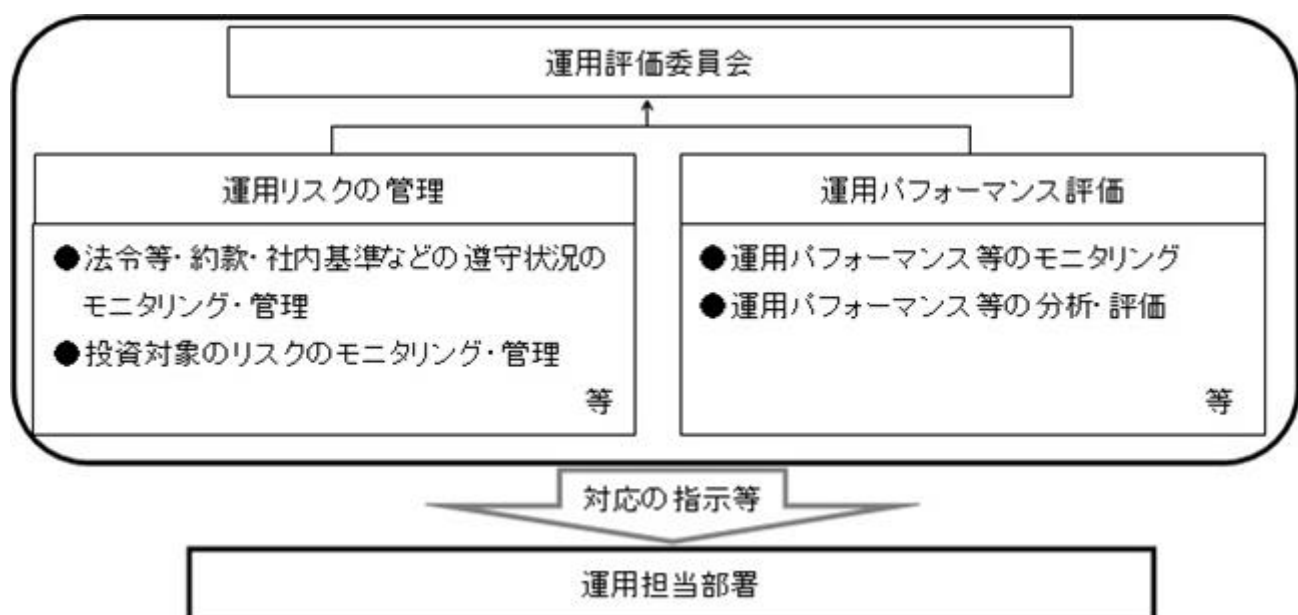 運用評価委員会
運用リスクの管理
●法令等・約款・社内基準などの遵守状況の
モニタリング・管理
●投資対象のリスクのモニタリング・管理
等
運用パフォーマンス評価
●運用パフォーマンス等のモニタリング
●運用パフォーマンス等の分析・評価
等
対応の指示等
運用担当部署